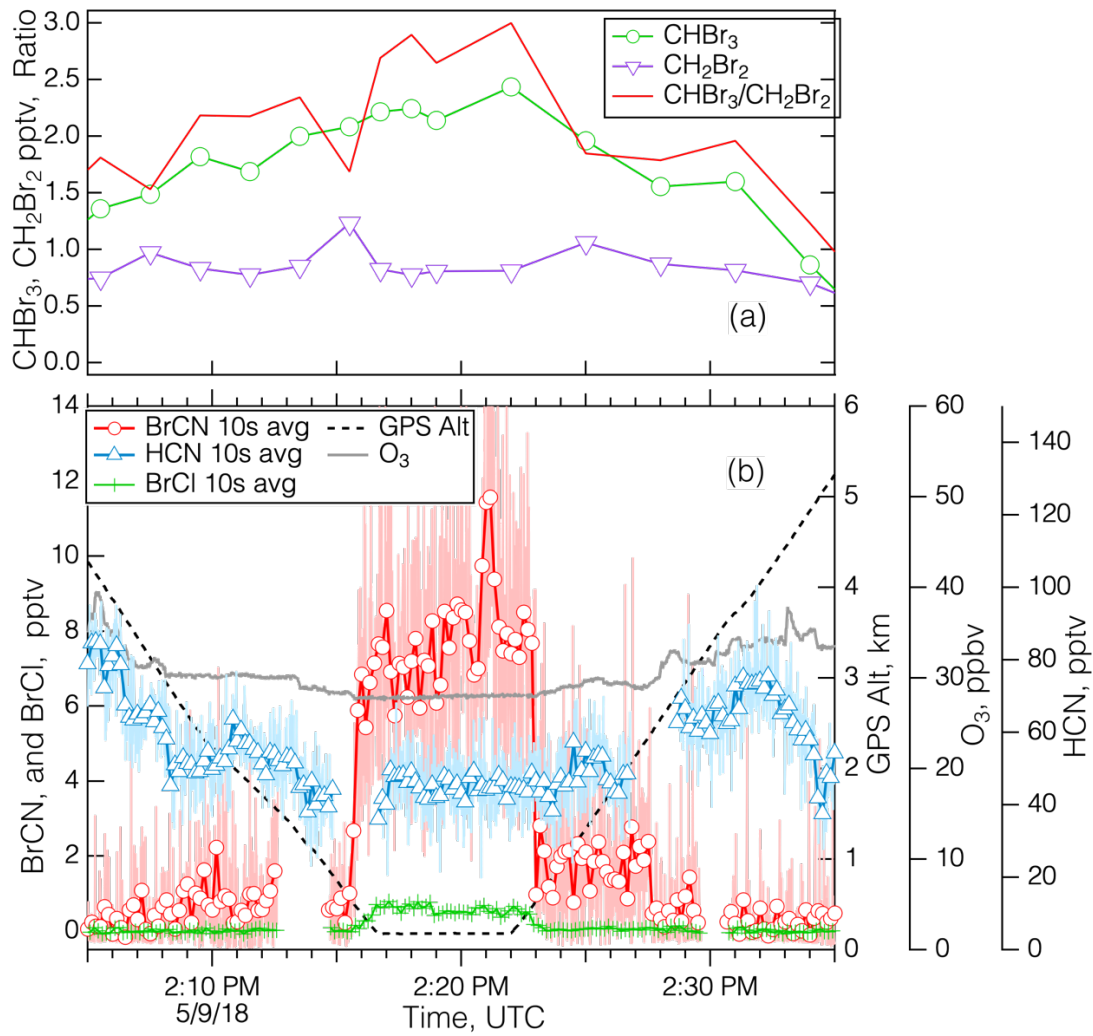 CHBr₃, CH₂Br₂ pptv, Ratio
3.0
2.5
2.0
1.5
1.0
0.5
0.0
CHBr₃
CH₂Br₂
CHBr₃/CH₂Br₂
(a)
BrCN, and BrCl, pptv
14
12
10
8
6
4
2
0
BrCN 10s avg
HCN 10s avg
BrCl 10s avg
GPS Alt
O₃
(b)
6
5
4
3
2
1
0
GPS Alt, km
60
50
40
30
20
10
0
O₃, ppbv
140
120
100
80
60
40
20
0
HCN, pptv
2:10 PM
5/9/18
2:20 PM
2:30 PM
Time, UTC